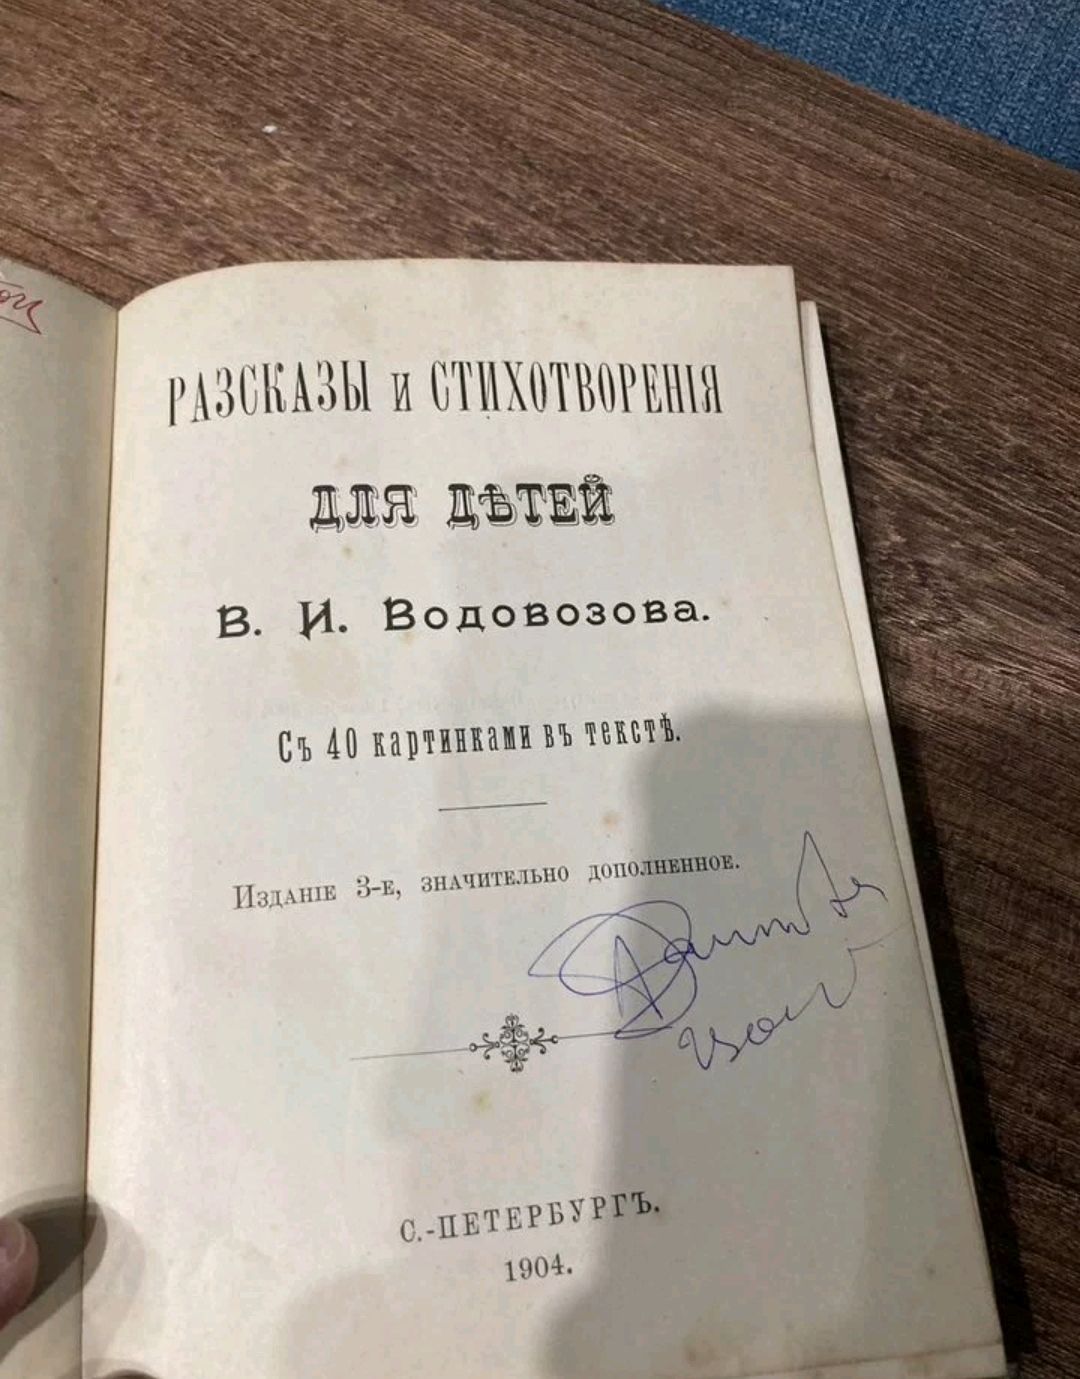 РАЗСКАЗЫ и СТИХОТВОРЕНІЯ
ДЛЯ ДѢТЕЙ
В. И. Водовозова.
Съ 40 картинками въ текстѣ.
Изданіе 3-е, значительно дополненное.
С.-ПЕТЕРБУРГЪ.
1904.